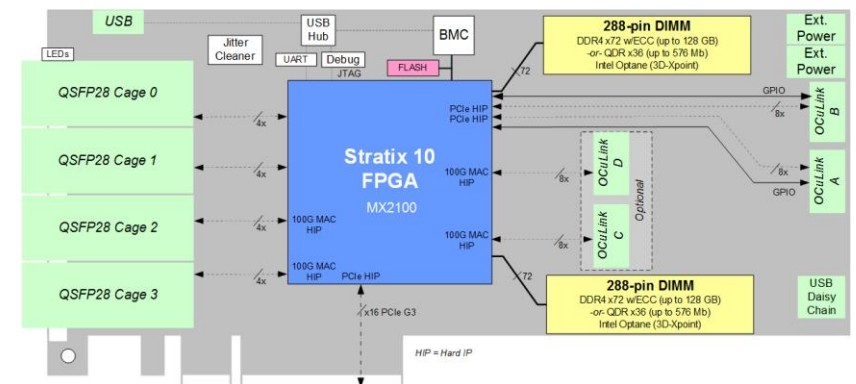 USB
USB
Hub
BMC
288-pin DIMM
DDR4 x72 w/ECC (up to 128 GB)
-or- QDR x36 (up to 576 Mb)
Intel Optane (3D-Xpoint)
Ext.
Power
Ext.
Power
LEDs
Jitter
Cleaner
UART
Debug
JTAG
FLASH
72
QSFP28 Cage 0
QSFP28 Cage 1
QSFP28 Cage 2
QSFP28 Cage 3
4x
4x
4x
4x
Stratix 10
FPGA
MX2100
PCIe HIP
PCIe HIP
100G MAC
HIP
100G MAC
HIP
100G MAC
HIP
100G MAC
HIP
PCIe HIP
GPIO
8x
OCuLink
B
8x
GPIO
OCuLink
A
8x
OCuLink
D
8x
OCuLink
C
Optional
72
288-pin DIMM
DDR4 x72 w/ECC (up to 128 GB)
-or- QDR x36 (up to 576 Mb)
Intel Optane (3D-Xpoint)
USB
Daisy
Chain
x16 PCIe G3
HIP = Hard IP